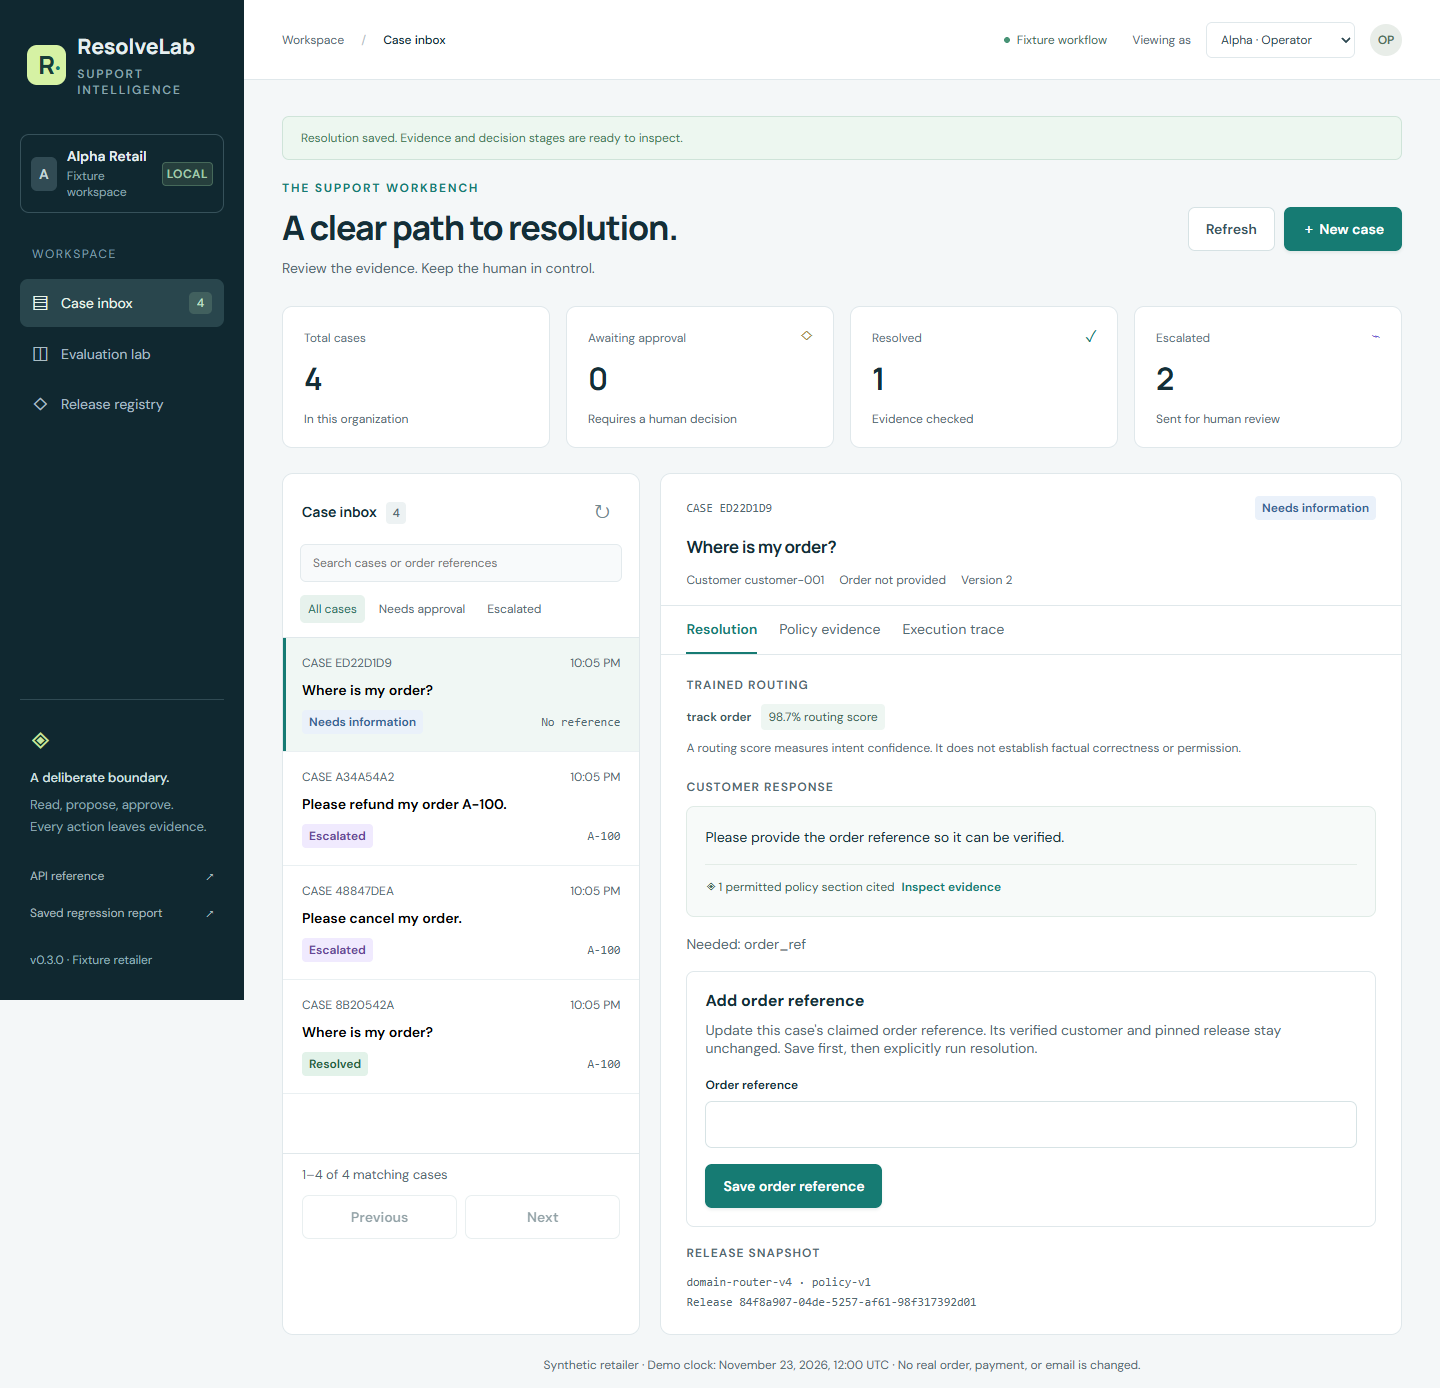 R.
ResolveLab
SUPPORT
INTELLIGENCE
A
Alpha Retail
Fixture
workspace
LOCAL
WORKSPACE
Case inbox
4
Evaluation lab
Release registry
A deliberate boundary.
Read, propose, approve.
Every action leaves evidence.
API reference ↗
Saved regression report ↗
v0.3.0 · Fixture retailer
Workspace / Case inbox
Fixture workflow
Viewing as
Alpha · Operator
OP
Resolution saved. Evidence and decision stages are ready to inspect.
THE SUPPORT WORKBENCH
A clear path to resolution.
Review the evidence. Keep the human in control.
Refresh
+ New case
Total cases
4
In this organization
Awaiting approval
0
Requires a human decision
Resolved
1
Evidence checked
Escalated
2
Sent for human review
Case inbox 4
Search cases or order references
All cases Needs approval Escalated
CASE ED22D1D9 10:05 PM
Where is my order?
Needs information No reference
CASE A34A54A2 10:05 PM
Please refund my order A-100.
Escalated A-100
CASE 48847DEA 10:05 PM
Please cancel my order.
Escalated A-100
CASE 8B20542A 10:05 PM
Where is my order?
Resolved A-100
1–4 of 4 matching cases
Previous Next
CASE ED22D1D9 Needs information
Where is my order?
Customer customer-001 Order not provided Version 2
Resolution Policy evidence Execution trace
TRAINED ROUTING
track order 98.7% routing score
A routing score measures intent confidence. It does not establish factual correctness or permission.
CUSTOMER RESPONSE
Please provide the order reference so it can be verified.
1 permitted policy section cited Inspect evidence
Needed: order_ref
Add order reference
Update this case's claimed order reference. Its verified customer and pinned release stay
unchanged. Save first, then explicitly run resolution.
Order reference
Save order reference
RELEASE SNAPSHOT
domain-router-v4 · policy-v1
Release 84f8a907-04de-5257-af61-98f317392d01
Synthetic retailer · Demo clock: November 23, 2026, 12:00 UTC · No real order, payment, or email is changed.